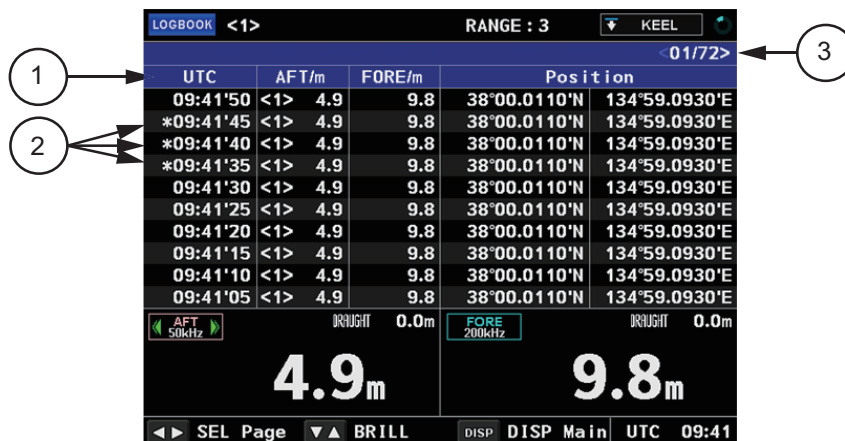 LOGBOOK <1> RANGE : 3 KEEL
<01/72>
3
1
UTC AFT/m FORE/m Position
09:41'50 <1> 4.9 9.8 38°00.0110'N 134°59.0930'E
*09:41'45 <1> 4.9 9.8 38°00.0110'N 134°59.0930'E
2
*09:41'40 <1> 4.9 9.8 38°00.0110'N 134°59.0930'E
*09:41'35 <1> 4.9 9.8 38°00.0110'N 134°59.0930'E
09:41'30 <1> 4.9 9.8 38°00.0110'N 134°59.0930'E
09:41'25 <1> 4.9 9.8 38°00.0110'N 134°59.0930'E
09:41'20 <1> 4.9 9.8 38°00.0110'N 134°59.0930'E
09:41'15 <1> 4.9 9.8 38°00.0110'N 134°59.0930'E
09:41'10 <1> 4.9 9.8 38°00.0110'N 134°59.0930'E
09:41'05 <1> 4.9 9.8 38°00.0110'N 134°59.0930'E
AFT DRAUGHT 0.0m FORE DRAUGHT 0.0m
50kHz 200kHz
4.9m 9.8m
◀▶ SEL Page ▼▲ BRILL DISP DISP Main UTC 09:41